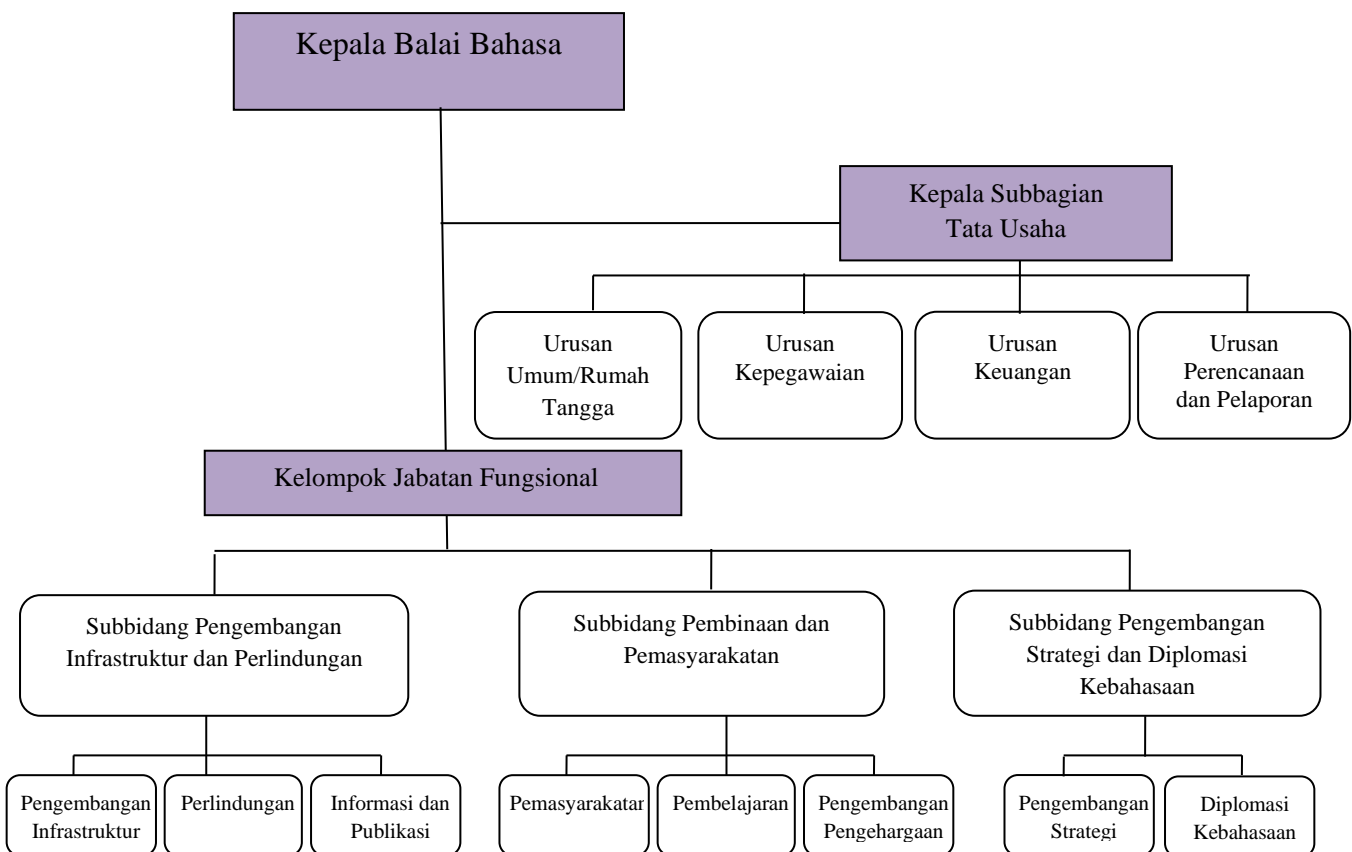 Kepala Balai Bahasa
Kepala Subbagian
Tata Usaha
Urusan
Umum/Rumah
Tangga
Urusan
Kepegawaian
Urusan
Keuangan
Urusan
Perencanaan
dan Pelaporan
Kelompok Jabatan Fungsional
Subbidang Pengembangan
Infrastruktur dan Perlindungan
Subbidang Pembinaan dan
Pemasyarakatan
Subbidang Pengembangan
Strategi dan Diplomasi
Kebahasaan
Pengembangan
Infrastruktur
Perlindungan
Informasi dan
Publikasi
Pemasyarakatan
Pembelajaran
Pengembangan
Pengehargaan
Pengembangan
Strategi
Diplomasi
Kebahasaan